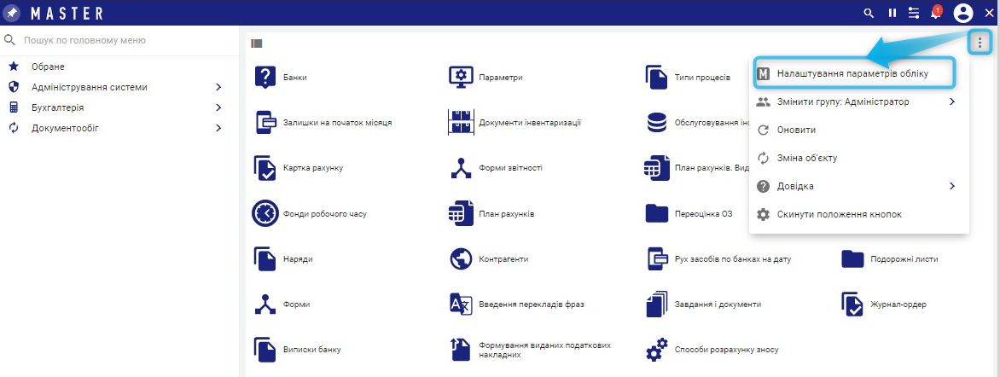 MASTER
1
Пошук по головному меню
Обране
Адміністрування системи
Бухгалтерія
Документообіг
Банки
Параметри
Типи процесів
Залишки на початок місяця
Документи інвентаризації
Обслуговування інс
Картка рахунку
Форми звітності
План рахунків. Вид
Фонди робочого часу
План рахунків
Переоцінка ОЗ
Наряди
Контрагенти
Рух засобів по банках на дату
Подорожні листи
Форми
Введення перекладів фраз
Завдання і документи
Журнал-ордер
Виписки банку
Формування виданих податкових
накладних
Способи розрахунку зносу
M Налаштування параметрів обліку
Змінити групу: Адміністратор
Оновити
Зміна об'єкту
Довідка
Скинути положення кнопок